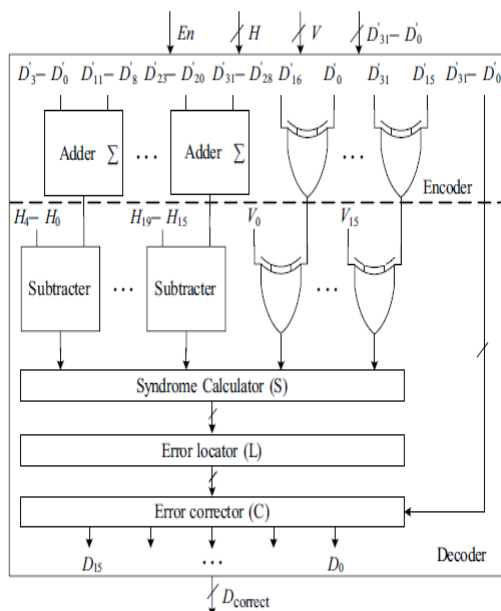 En H V D'31– D'0
D'3– D'0 D'11– D'8 D'23– D'20 D'31– D'28 D'16 D'0 D'31 D'15 D'31– D'0
Adder Σ ... Adder Σ ...
Encoder
H4– H0 H19– H15 V0 V15
Subtracter ... Subtracter ...
Syndrome Calculator (S)
Error locator (L)
Error corrector (C)
D15 ... D0
Decoder
Dcorrect